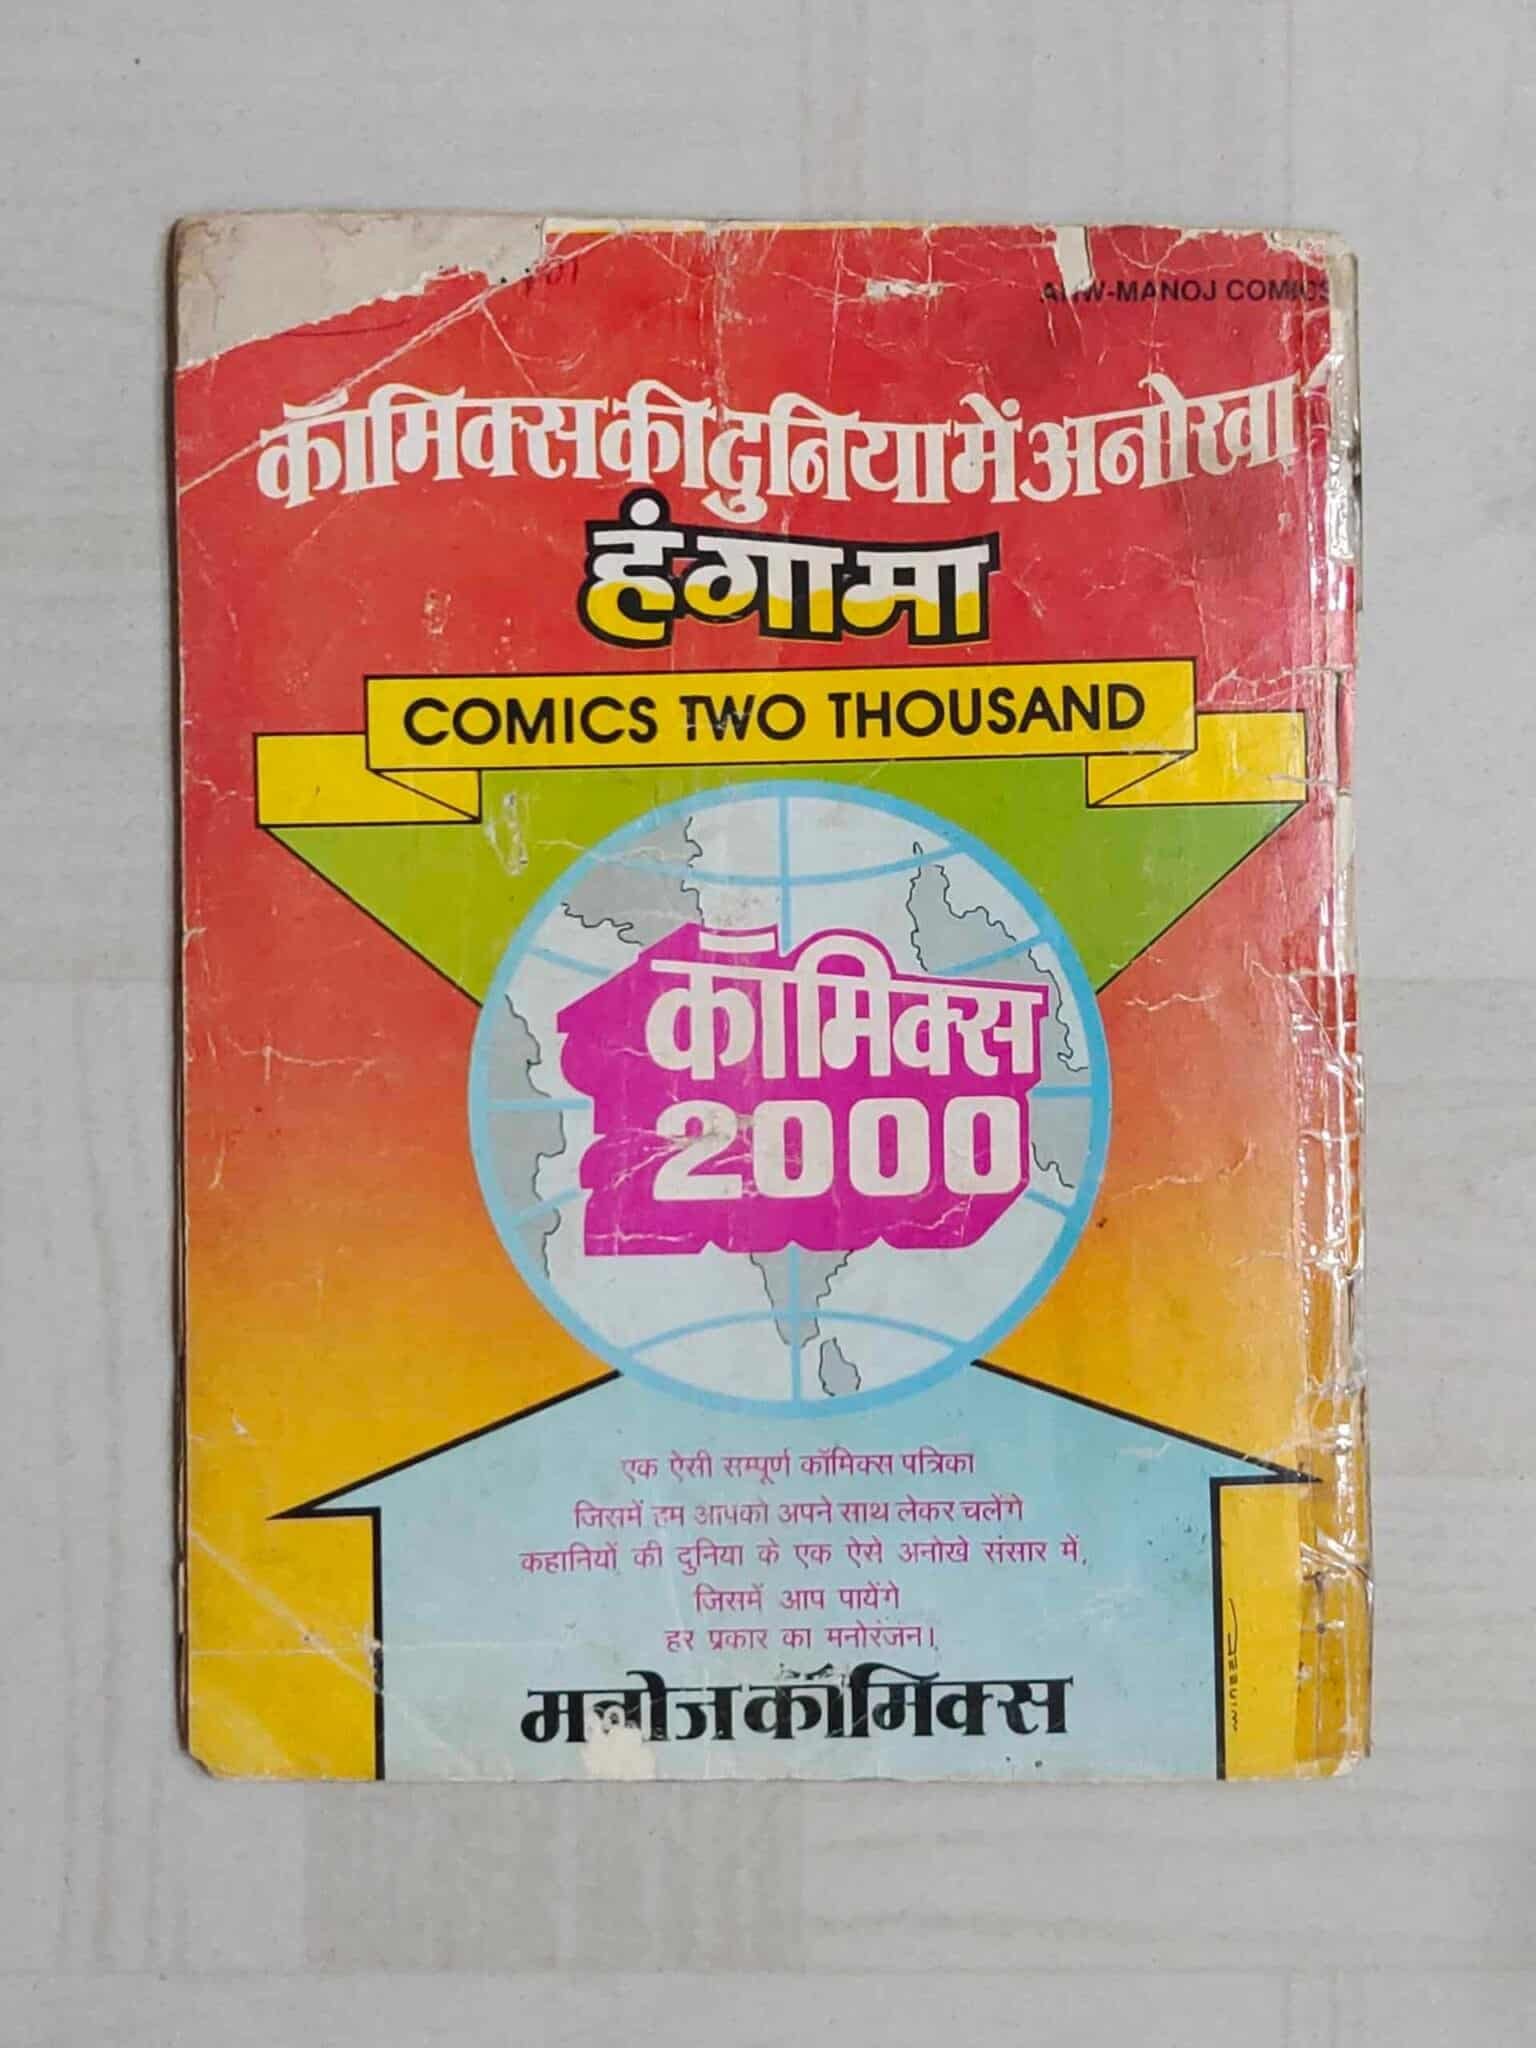 MANOJ COMICS
कॉमिक्स की दुनिया में अनोखा
हंगामा
COMICS TWO THOUSAND
कॉमिक्स
2000
एक ऐसी सम्पूर्ण कॉमिक्स पत्रिका
जिसमें हम आपको अपने साथ लेकर चलेंगे
कहानियों की दुनिया के एक ऐसे अनोखे संसार में,
जिसमें आप पायेंगे
हर प्रकार का मनोरंजन।
मनोज कॉमिक्स